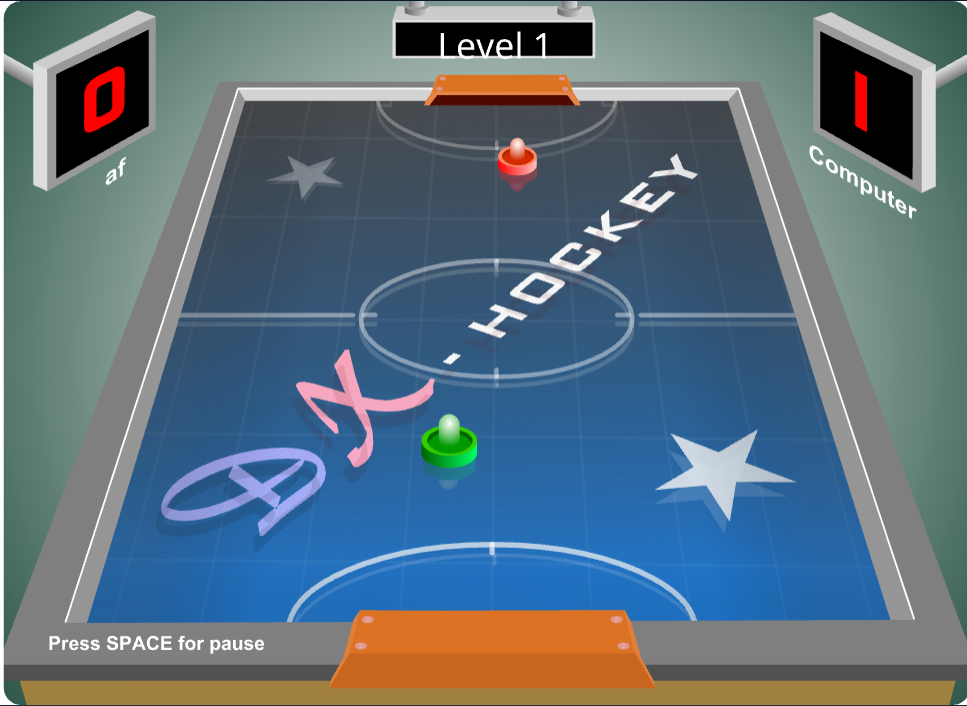 Level 1
0
1
af
Computer
AX - HOCKEY
Press SPACE for pause